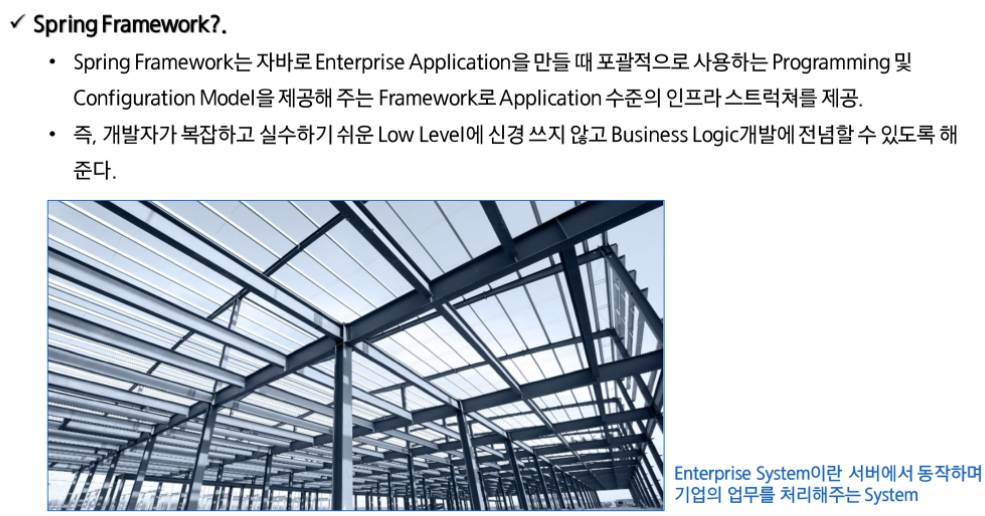 ✓ Spring Framework?.
• Spring Framework는 자바로 Enterprise Application을 만들 때 포괄적으로 사용하는 Programming 및
Configuration Model을 제공해 주는 Framework로 Application 수준의 인프라 스트럭쳐를 제공.
• 즉, 개발자가 복잡하고 실수하기 쉬운 Low Level에 신경 쓰지 않고 Business Logic개발에 전념할 수 있도록 해
준다.
Enterprise System이란 서버에서 동작하며
기업의 업무를 처리해주는 System